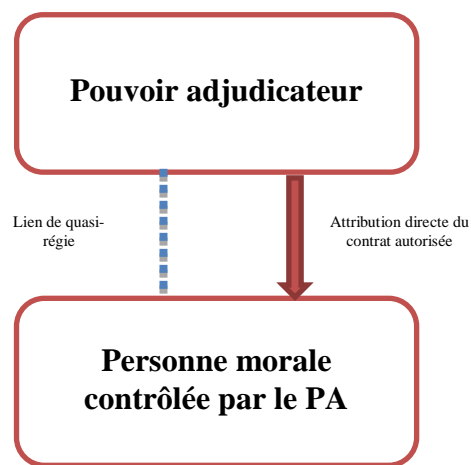 Pouvoir adjudicateur
Lien de quasi-
régie
Attribution directe du
contrat autorisée
Personne morale
contrôlée par le PA